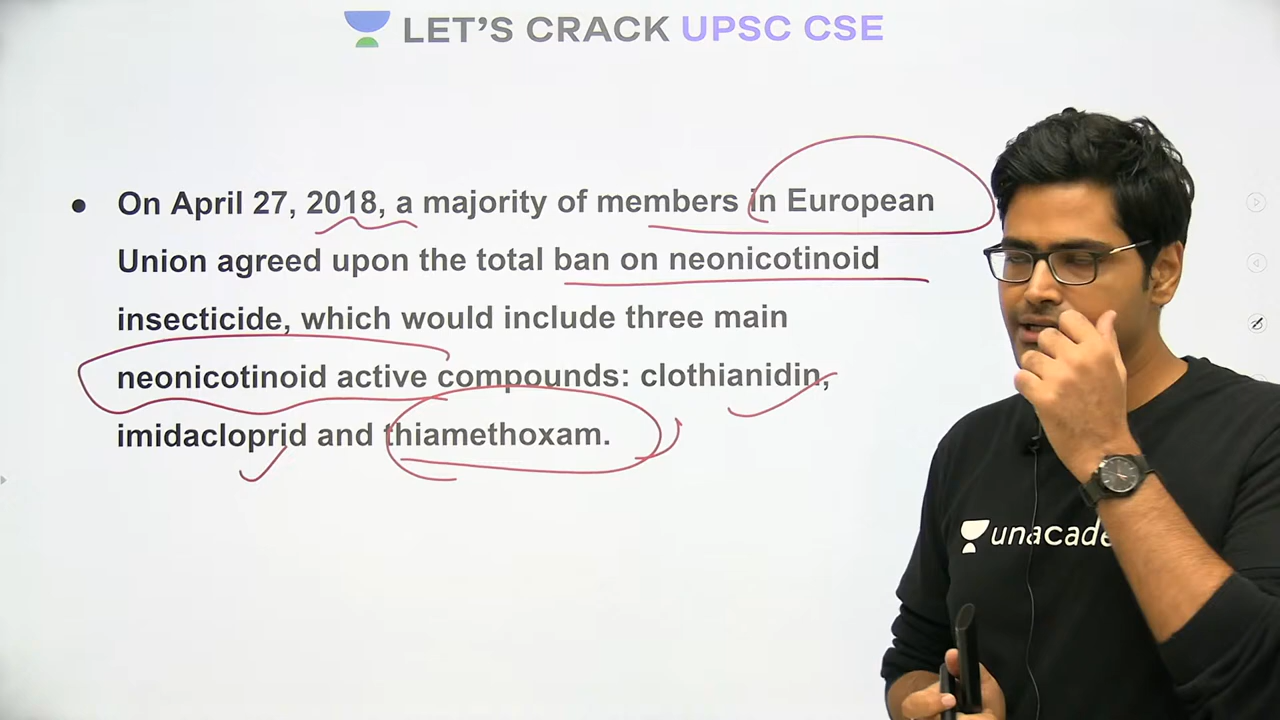 LET'S CRACK UPSC CSE
● On April 27, 2018, a majority of members in European
Union agreed upon the total ban on neonicotinoid
insecticide, which would include three main
neonicotinoid active compounds: clothianidin,
imidacloprid and thiamethoxam.
unacade